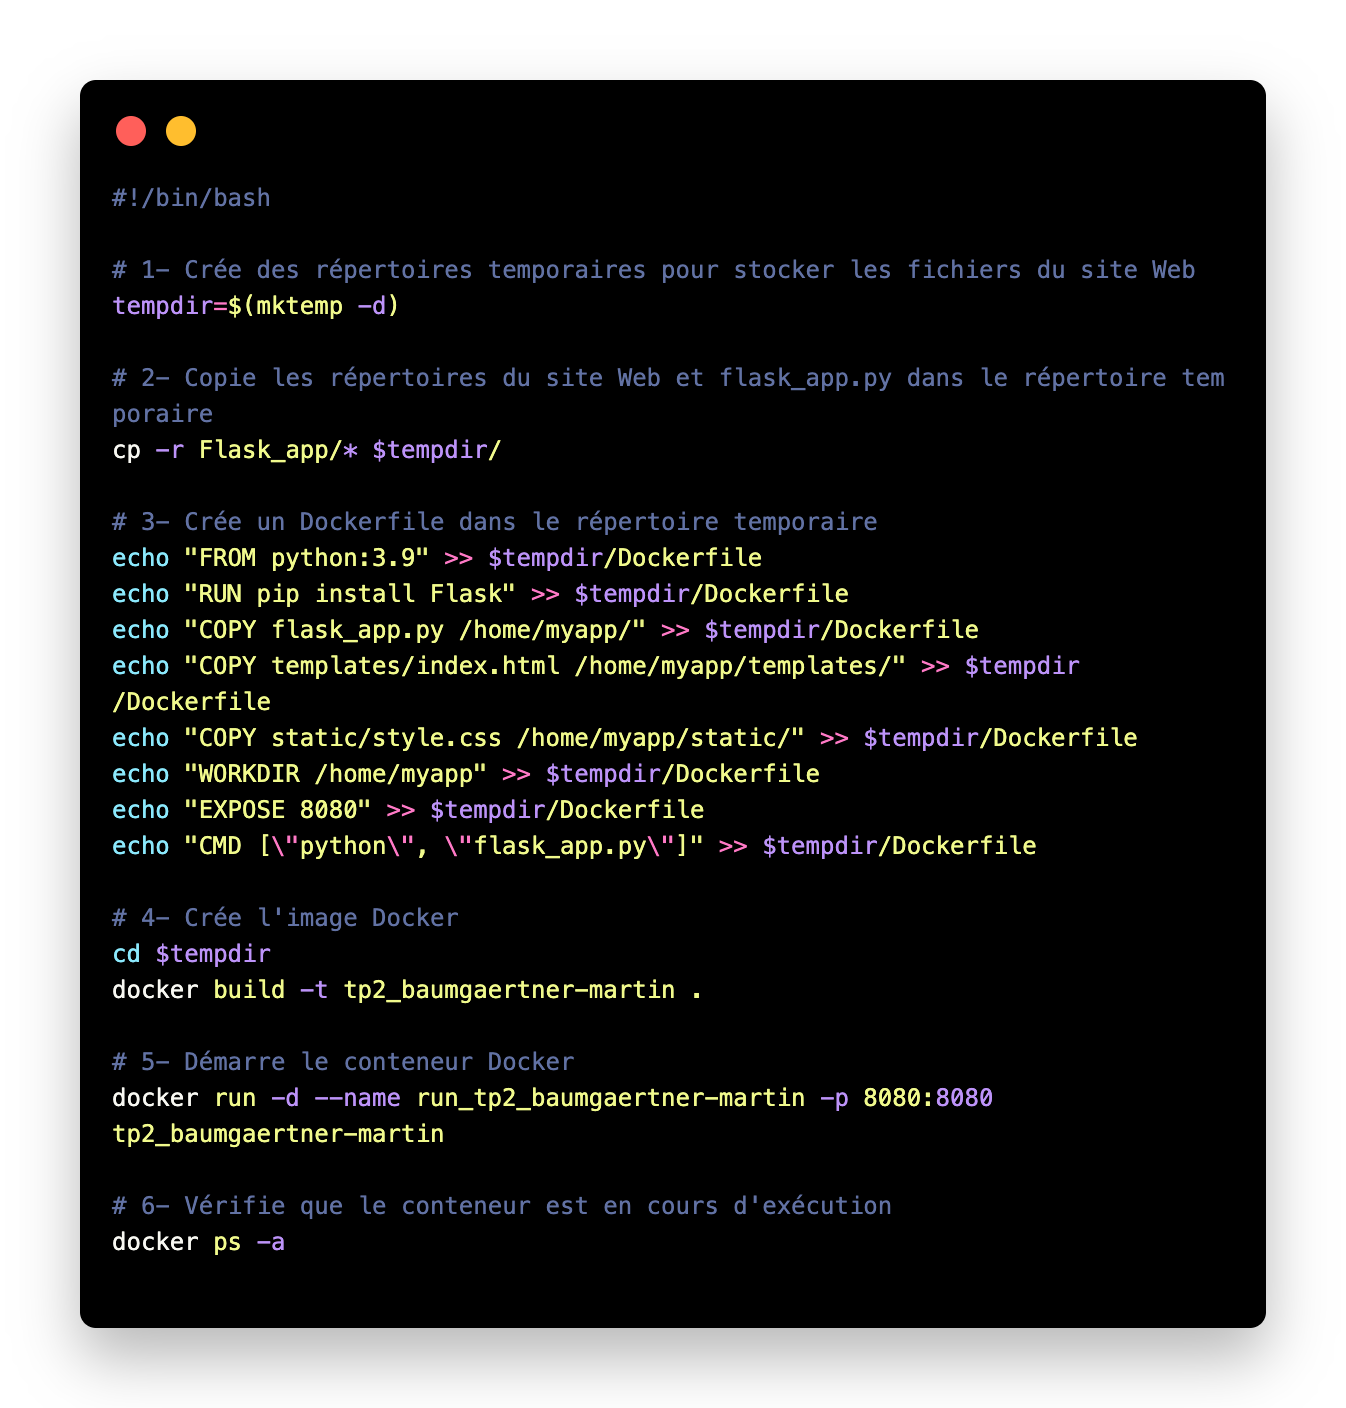 #!/bin/bash
# 1- Crée des répertoires temporaires pour stocker les fichiers du site Web
tempdir=$(mktemp -d)
# 2- Copie les répertoires du site Web et flask_app.py dans le répertoire tem
poraire
cp -r Flask_app/* $tempdir/
# 3- Crée un Dockerfile dans le répertoire temporaire
echo "FROM python:3.9" >> $tempdir/Dockerfile
echo "RUN pip install Flask" >> $tempdir/Dockerfile
echo "COPY flask_app.py /home/myapp/" >> $tempdir/Dockerfile
echo "COPY templates/index.html /home/myapp/templates/" >> $tempdir
/Dockerfile
echo "COPY static/style.css /home/myapp/static/" >> $tempdir/Dockerfile
echo "WORKDIR /home/myapp" >> $tempdir/Dockerfile
echo "EXPOSE 8080" >> $tempdir/Dockerfile
echo "CMD [\"python\", \"flask_app.py\"]" >> $tempdir/Dockerfile
# 4- Crée l'image Docker
cd $tempdir
docker build -t tp2_baumgaertner-martin .
# 5- Démarre le conteneur Docker
docker run -d --name run_tp2_baumgaertner-martin -p 8080:8080
tp2_baumgaertner-martin
# 6- Vérifie que le conteneur est en cours d'exécution
docker ps -a